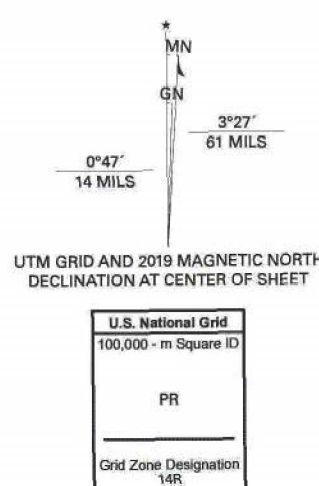 ★
MN
GN
3°27´
61 MILS
0°47´
14 MILS
UTM GRID AND 2019 MAGNETIC NORTH
DECLINATION AT CENTER OF SHEET
U.S. National Grid
100,000 - m Square ID
PR
Grid Zone Designation
14R